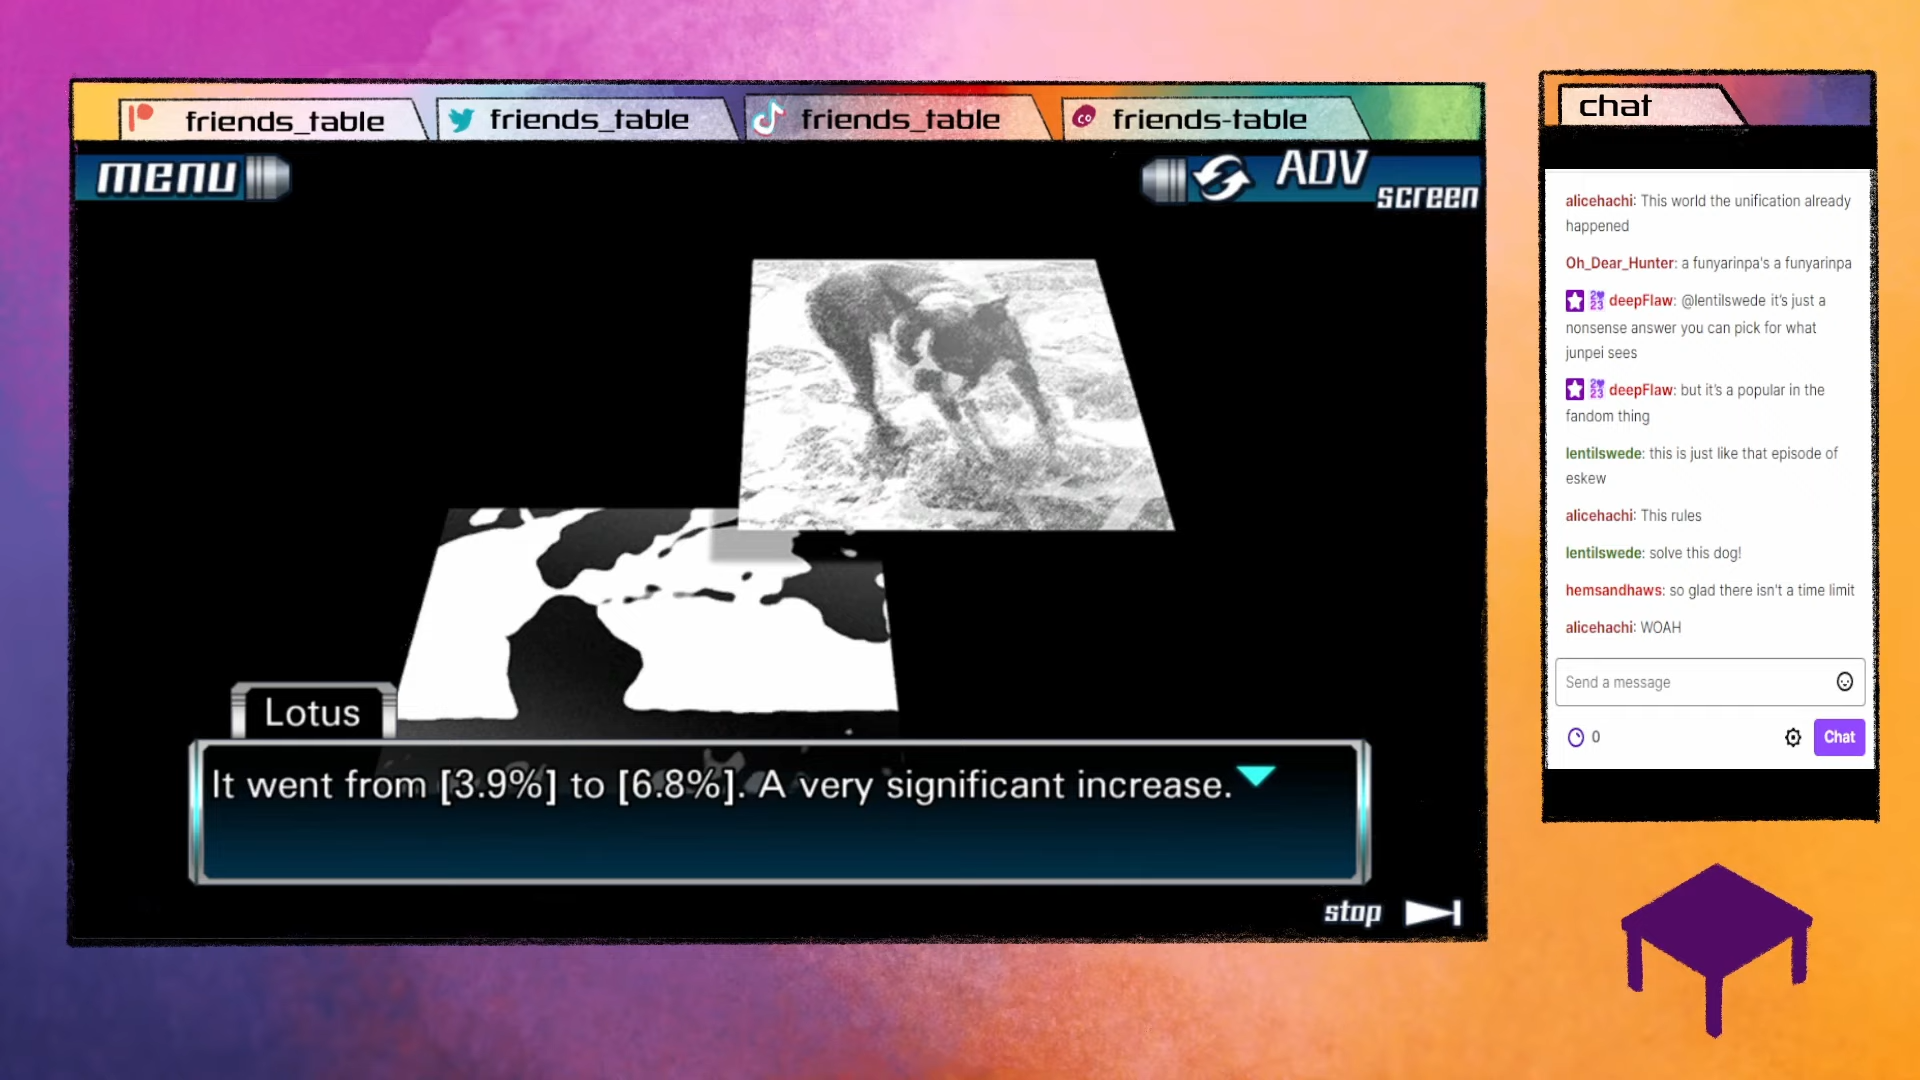 friends_table
friends_table
friends_table
friends-table
menu
ADV
screen
Lotus
It went from [3.9%] to [6.8%]. A very significant increase.
stop
chat
alicehachi: This world the unification already
happened
Oh_Dear_Hunter: a funyarinpa's a funyarinpa
deepFlaw: @lentilswede it's just a
nonsense answer you can pick for what
junpei sees
deepFlaw: but it's a popular in the
fandom thing
lentilswede: this is just like that episode of
eskew
alicehachi: This rules
lentilswede: solve this dog!
hemsandhaws: so glad there isn't a time limit
alicehachi: WOAH
Send a message
0
Chat